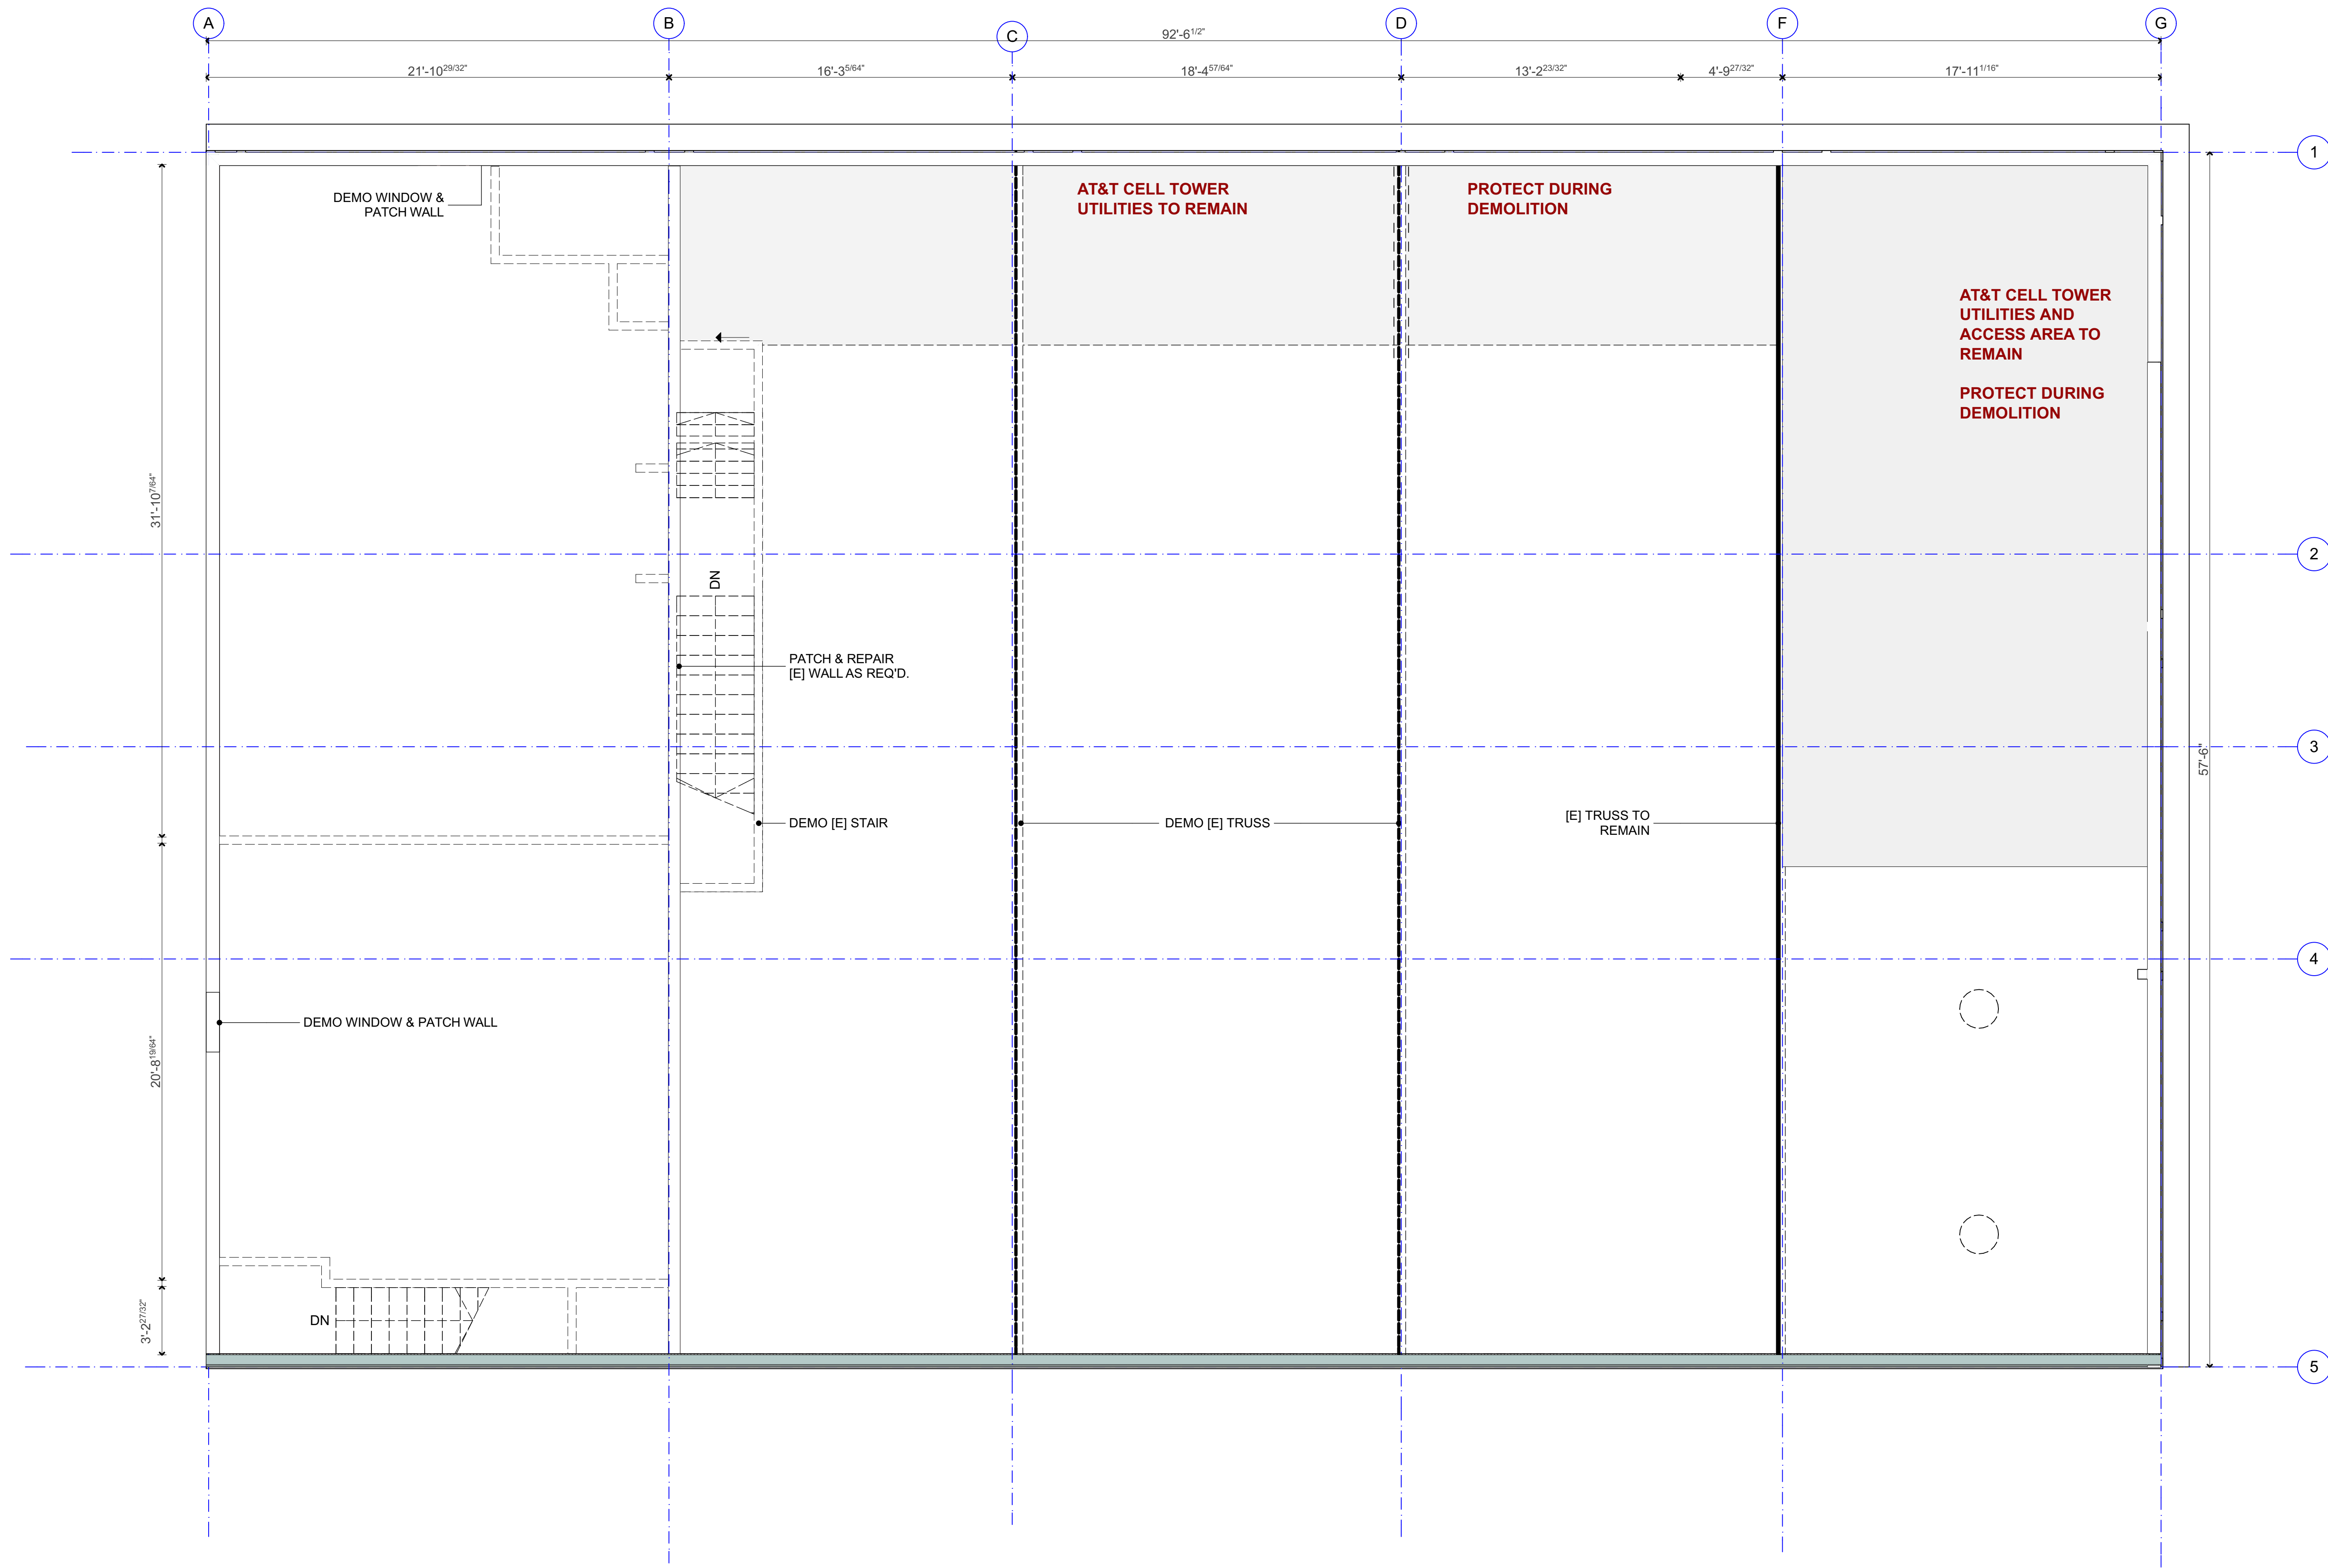 A
B
C
D
F
G
92'-6 1/2"
21'-10 29/32"
16'-3 5/64"
18'-4 57/64"
13'-2 23/32"
4'-9 27/32"
17'-11 1/16"
1
DEMO WINDOW &
PATCH WALL
AT&T CELL TOWER
UTILITIES TO REMAIN
PROTECT DURING
DEMOLITION
AT&T CELL TOWER
UTILITIES AND
ACCESS AREA TO
REMAIN
PROTECT DURING
DEMOLITION
31'-10 7/64"
2
DN
PATCH & REPAIR
[E] WALL AS REQ'D.
3
57'-6"
DEMO [E] STAIR
DEMO [E] TRUSS
[E] TRUSS TO
REMAIN
4
DEMO WINDOW & PATCH WALL
20'-8 19/64"
3'-2 27/32"
DN
5